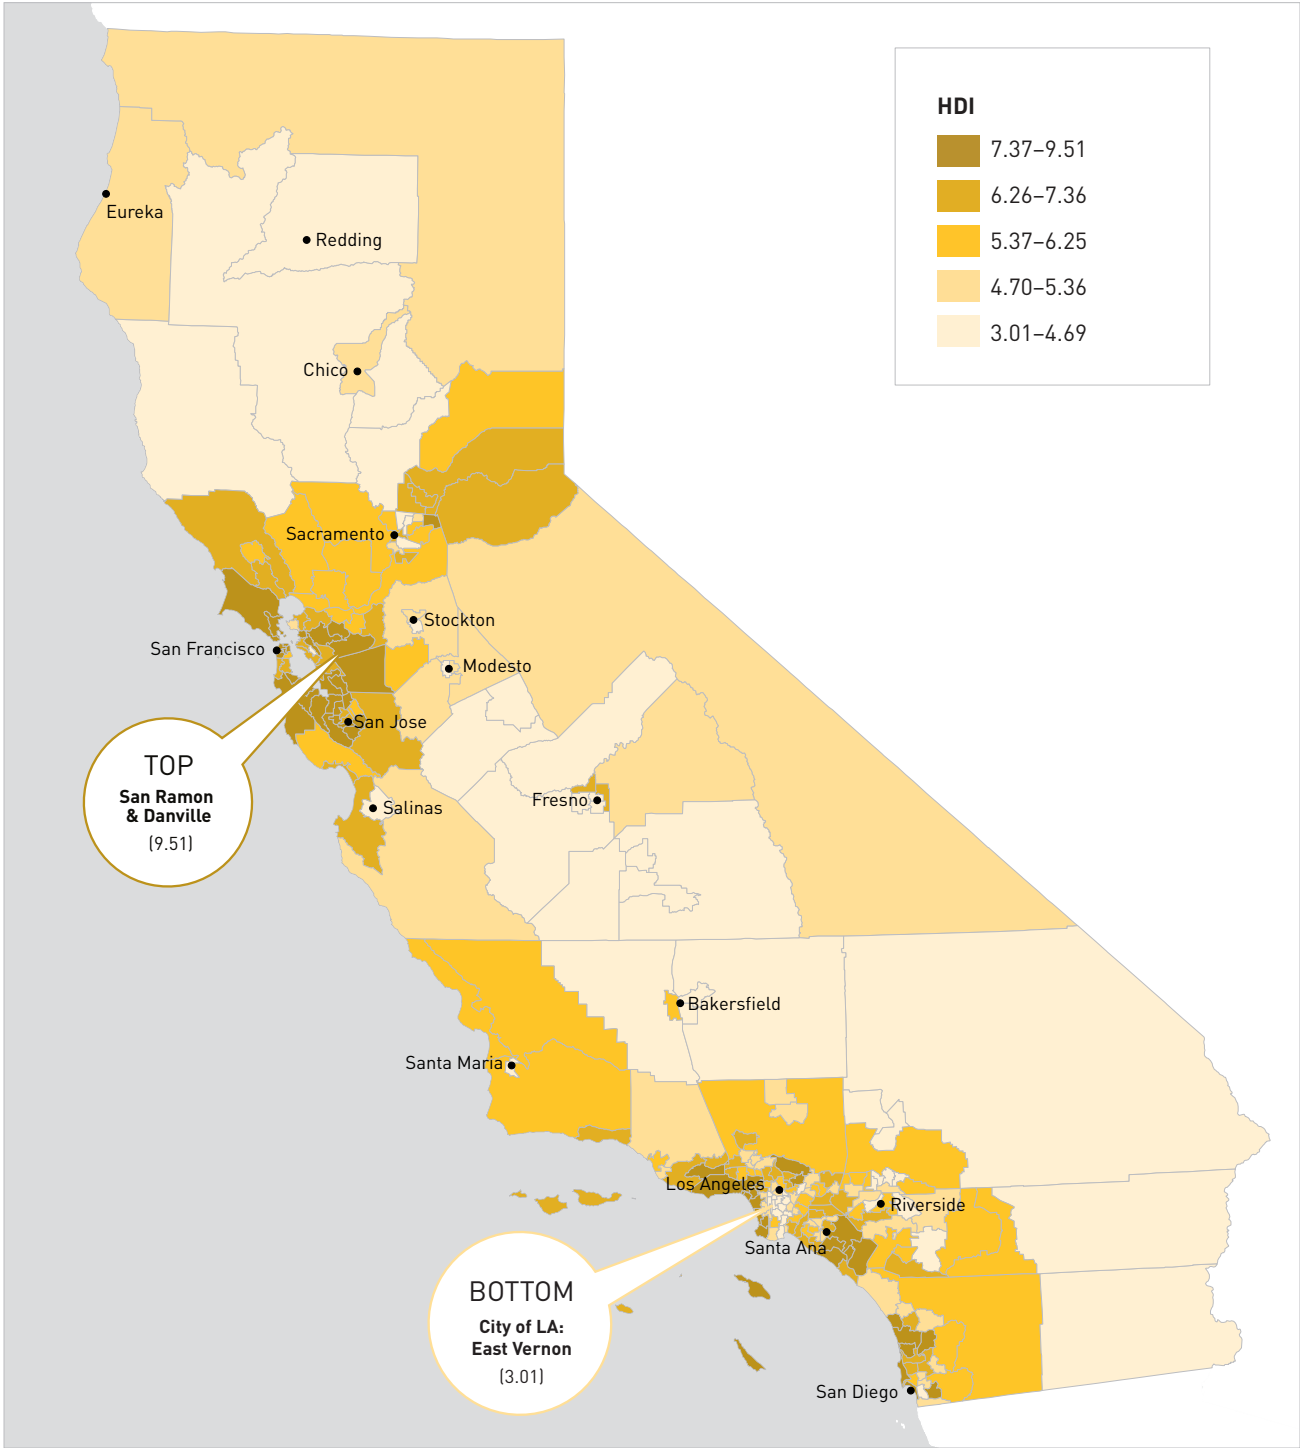 HDI
7.37–9.51
6.26–7.36
5.37–6.25
4.70–5.36
3.01–4.69
Eureka
Redding
Chico
Sacramento
Stockton
San Francisco
Modesto
San Jose
TOP
San Ramon
& Danville
(9.51)
Fresno
Salinas
Bakersfield
Santa Maria
Los Angeles
Riverside
Santa Ana
BOTTOM
City of LA:
East Vernon
(3.01)
San Diego